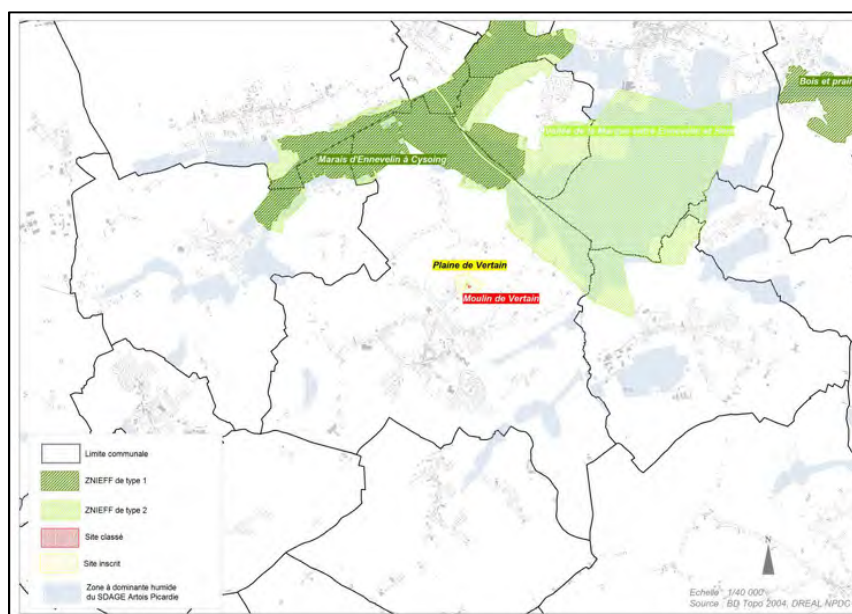 Bois et prair
Vallée de la Marque entre Ennevelin et
Marais d'Ennevelin à Cysoing
Plaine de Vertain
Moulin de Vertain
Limite communale
ZNIEFF de type 1
ZNIEFF de type 2
Site classé
Site inscrit
Zone à dominante humide
du SDAGE Artois Picardie
N
Echelle : 1/40 000
Source : BD Topo 2004, DREAL NPDC